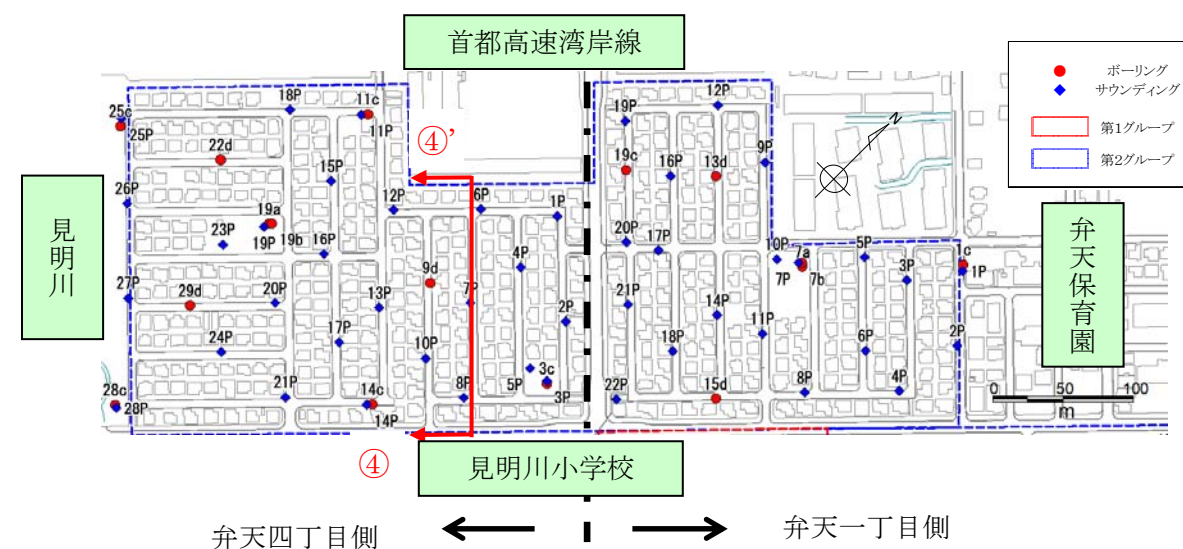 首都高速湾岸線
ボーリング
サウンディング
第1グループ
第2グループ
N
見明川
弁天保育園
④’
④
18P
11c
11P
25c
25P
22d
15P
26P
19a
23P
19P
19b
16P
12P
6P
1P
4P
9d
7P
27P
29d
20P
13P
2P
24P
17P
10P
3c
5P
3P
8P
21P
14c
14P
28c
28P
19P
12P
19c
16P
13d
9P
20P
17P
10P
7a
7P
7b
5P
3P
1c
1P
21P
14P
11P
18P
6P
2P
22P
15d
8P
4P
0 50 100
m
見明川小学校
弁天四丁目側
弁天一丁目側